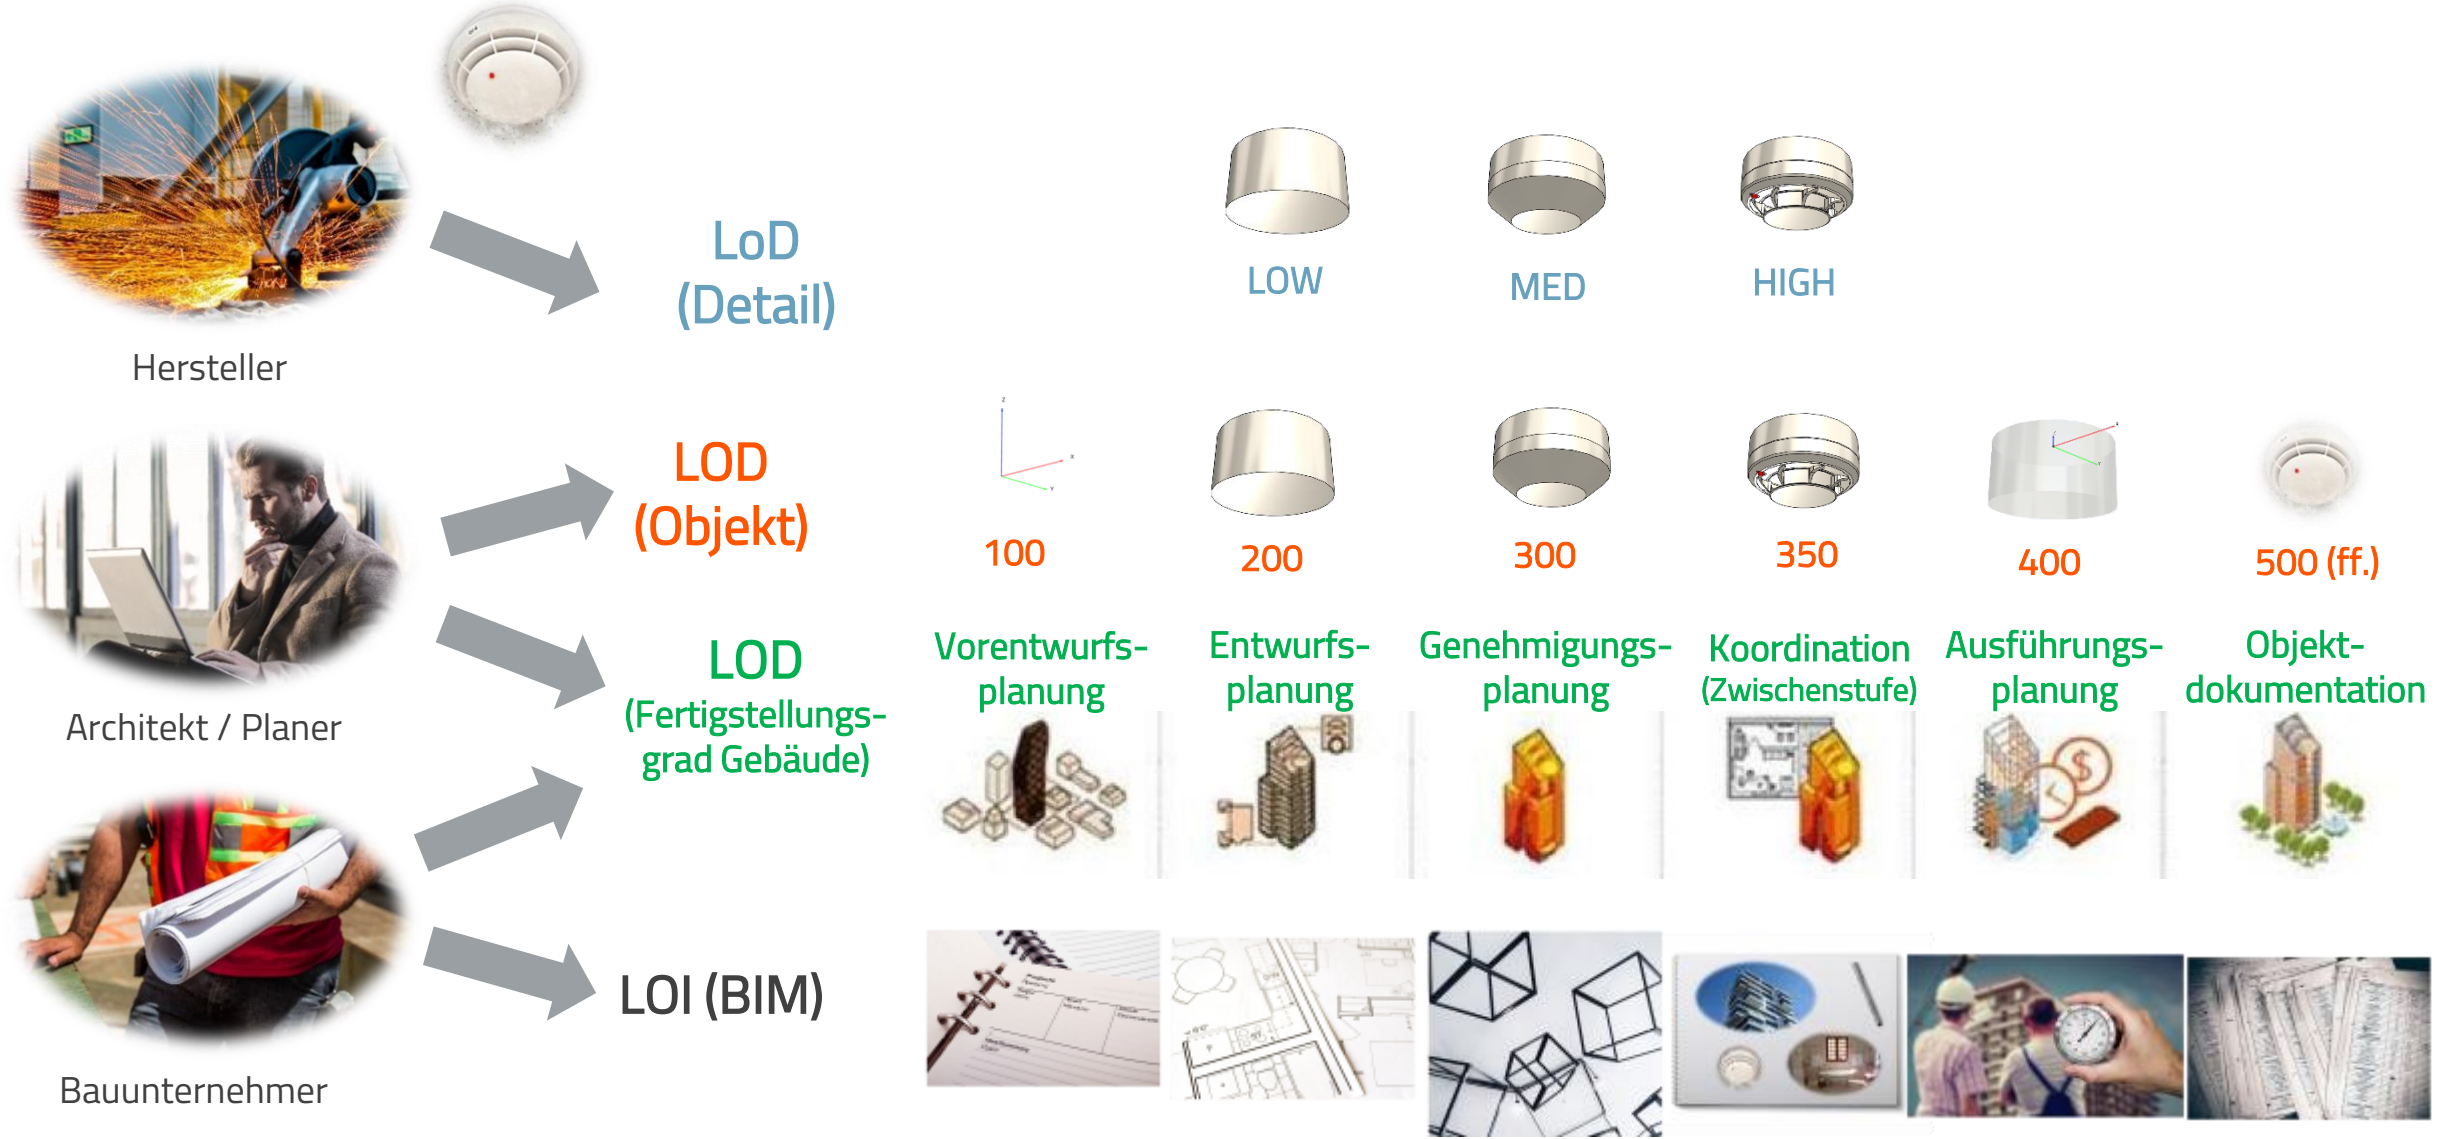 LoD
(Detail)
LOW
MED
HIGH
Hersteller
LOD
(Objekt)
100
200
300
350
400
500 (ff.)
Architekt / Planer
LOD
(Fertigstellungs-
grad Gebäude)
Vorentwurfs-
planung
Entwurfs-
planung
Genehmigungs-
planung
Koordination
(Zwischenstufe)
Ausführungs-
planung
Objekt-
dokumentation
Bauunternehmer
LOI (BIM)